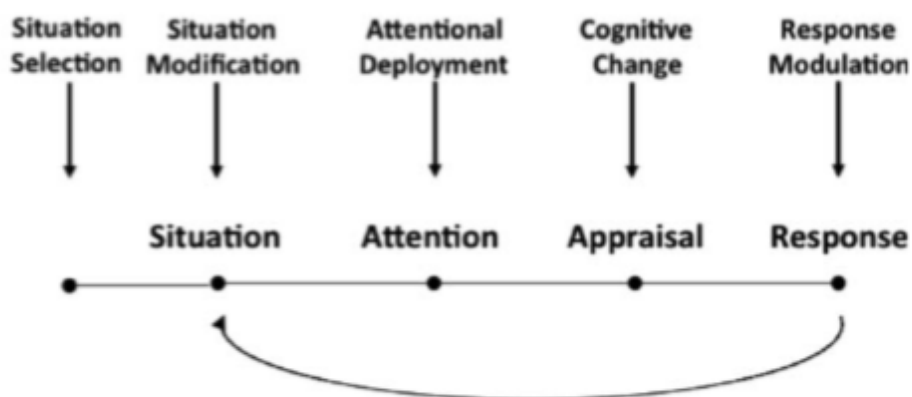 Situation Selection
Situation Modification
Attentional Deployment
Cognitive Change
Response Modulation
Situation
Attention
Appraisal
Response